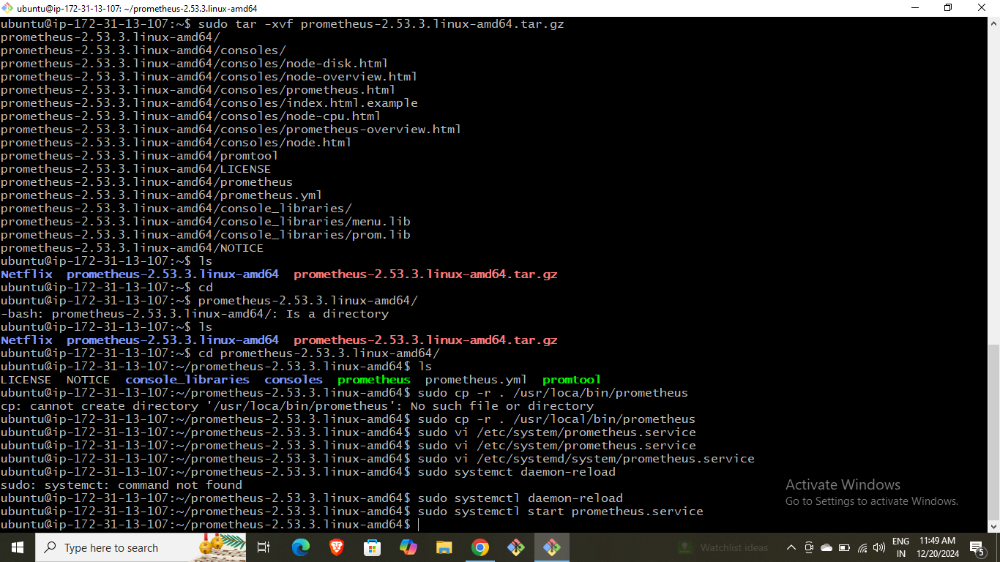 ubuntu@ip-172-31-13-107: ~/prometheus-2.53.3.linux-amd64
ubuntu@ip-172-31-13-107:~$ sudo tar -xvf prometheus-2.53.3.linux-amd64.tar.gz
prometheus-2.53.3.linux-amd64/
prometheus-2.53.3.linux-amd64/consoles/
prometheus-2.53.3.linux-amd64/consoles/node-disk.html
prometheus-2.53.3.linux-amd64/consoles/node-overview.html
prometheus-2.53.3.linux-amd64/consoles/prometheus.html
prometheus-2.53.3.linux-amd64/consoles/index.html.example
prometheus-2.53.3.linux-amd64/consoles/node-cpu.html
prometheus-2.53.3.linux-amd64/consoles/prometheus-overview.html
prometheus-2.53.3.linux-amd64/consoles/node.html
prometheus-2.53.3.linux-amd64/promtool
prometheus-2.53.3.linux-amd64/LICENSE
prometheus-2.53.3.linux-amd64/prometheus
prometheus-2.53.3.linux-amd64/prometheus.yml
prometheus-2.53.3.linux-amd64/console_libraries/
prometheus-2.53.3.linux-amd64/console_libraries/menu.lib
prometheus-2.53.3.linux-amd64/console_libraries/prom.lib
prometheus-2.53.3.linux-amd64/NOTICE
ubuntu@ip-172-31-13-107:~$ ls
Netflix  prometheus-2.53.3.linux-amd64  prometheus-2.53.3.linux-amd64.tar.gz
ubuntu@ip-172-31-13-107:~$ cd
ubuntu@ip-172-31-13-107:~$ prometheus-2.53.3.linux-amd64/
-bash: prometheus-2.53.3.linux-amd64/: Is a directory
ubuntu@ip-172-31-13-107:~$ ls
Netflix  prometheus-2.53.3.linux-amd64  prometheus-2.53.3.linux-amd64.tar.gz
ubuntu@ip-172-31-13-107:~$ cd prometheus-2.53.3.linux-amd64/
ubuntu@ip-172-31-13-107:~/prometheus-2.53.3.linux-amd64$ ls
LICENSE  NOTICE  console_libraries  consoles  prometheus  prometheus.yml  promtool
ubuntu@ip-172-31-13-107:~/prometheus-2.53.3.linux-amd64$ sudo cp -r . /usr/loca/bin/prometheus
cp: cannot create directory '/usr/loca/bin/prometheus': No such file or directory
ubuntu@ip-172-31-13-107:~/prometheus-2.53.3.linux-amd64$ sudo cp -r . /usr/local/bin/prometheus
ubuntu@ip-172-31-13-107:~/prometheus-2.53.3.linux-amd64$ sudo vi /etc/system/prometheus.service
ubuntu@ip-172-31-13-107:~/prometheus-2.53.3.linux-amd64$ sudo vi /etc/system/prometheus.service
ubuntu@ip-172-31-13-107:~/prometheus-2.53.3.linux-amd64$ sudo vi /etc/systemd/system/prometheus.service
ubuntu@ip-172-31-13-107:~/prometheus-2.53.3.linux-amd64$ sudo systemct daemon-reload
sudo: systemct: command not found
ubuntu@ip-172-31-13-107:~/prometheus-2.53.3.linux-amd64$ sudo systemctl daemon-reload
ubuntu@ip-172-31-13-107:~/prometheus-2.53.3.linux-amd64$ sudo systemctl start prometheus.service
ubuntu@ip-172-31-13-107:~/prometheus-2.53.3.linux-amd64$
Activate Windows
Go to Settings to activate Windows.
Type here to search
Watchlist ideas
ENG
IN
11:49 AM
12/20/2024
5